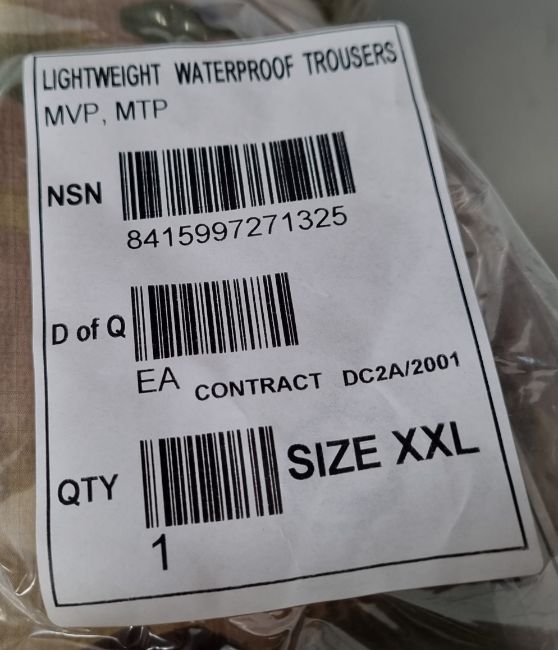 LIGHTWEIGHT WATERPROOF TROUSERS
MVP, MTP
NSN
8415997271325
D of Q
EA CONTRACT DC2A/2001
QTY
SIZE XXL
1